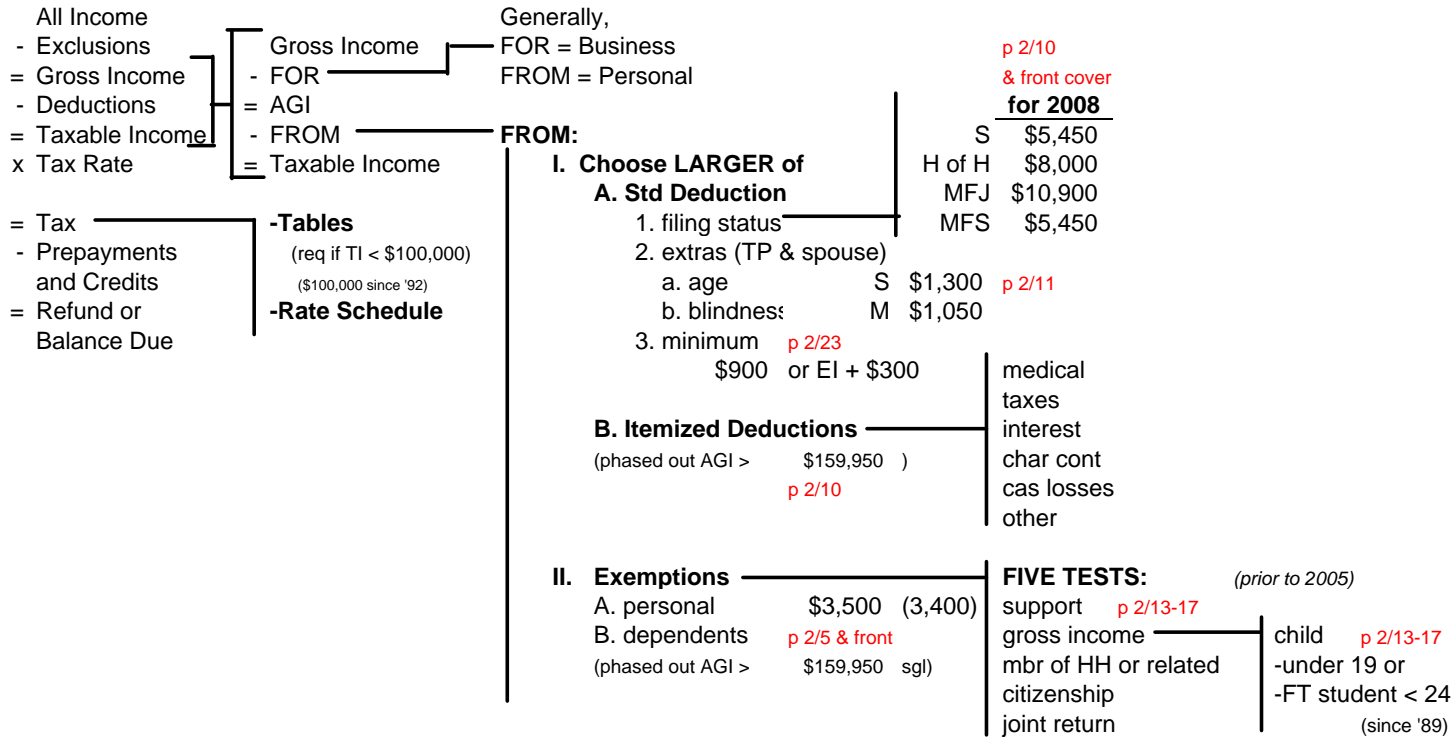 All Income Generally,
- Exclusions Gross Income FOR = Business p 2/10
= Gross Income - FOR FROM = Personal & front cover
- Deductions = AGI for 2008
= Taxable Income - FROM FROM: S $5,450
x Tax Rate = Taxable Income I. Choose LARGER of H of H $8,000
A. Std Deduction MFJ $10,900
= Tax -Tables 1. filing status MFS $5,450
- Prepayments (req if TI < $100,000) 2. extras (TP & spouse)
and Credits ($100,000 since '92) a. age S $1,300 p 2/11
= Refund or -Rate Schedule b. blindness M $1,050
Balance Due 3. minimum p 2/23
$900 or EI + $300 medical
taxes
B. Itemized Deductions interest
(phased out AGI > $159,950 ) char cont
p 2/10 cas losses
other
II. Exemptions FIVE TESTS: (prior to 2005)
A. personal $3,500 (3,400) support p 2/13-17
B. dependents p 2/5 & front gross income child p 2/13-17
(phased out AGI > $159,950 sgl) mbr of HH or related -under 19 or
citizenship -FT student < 24
joint return (since '89)